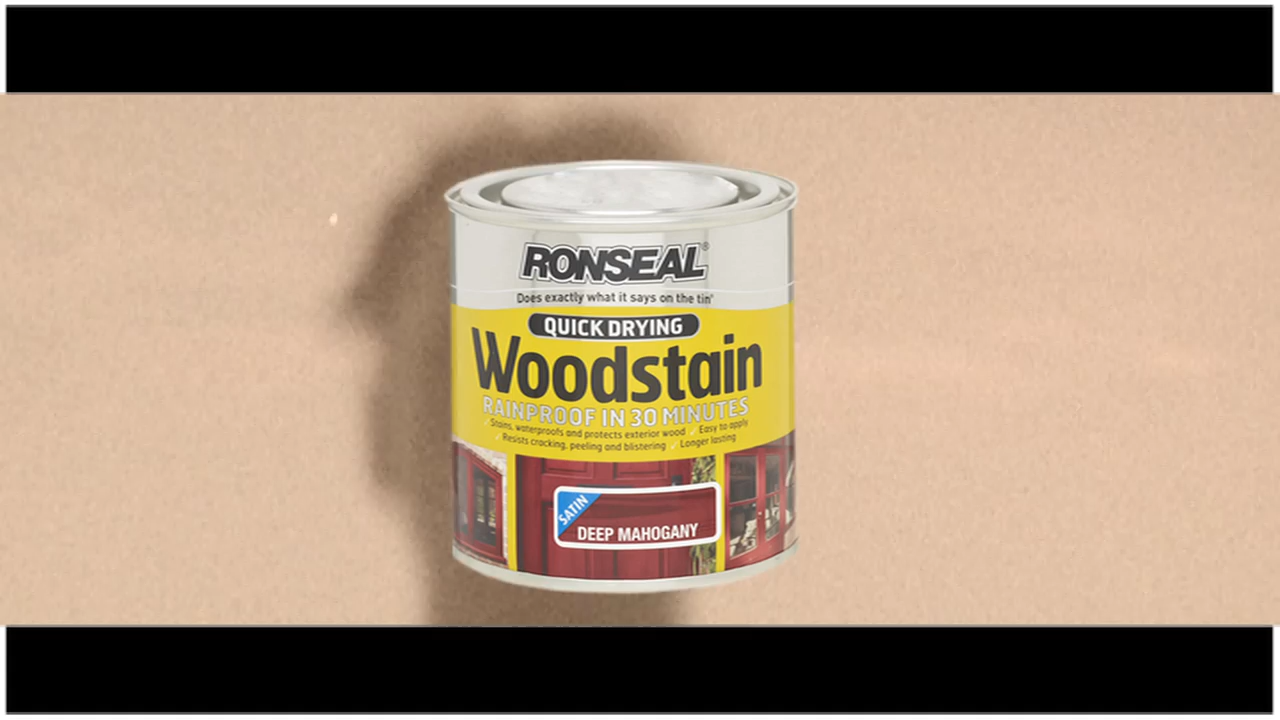 RONSEAL®
Does exactly what it says on the tin®
QUICK DRYING
Woodstain
RAINPROOF IN 30 MINUTES
✓ Stains, waterproofs and protects exterior wood ✓ Easy to apply
✓ Resists cracking, peeling and blistering ✓ Longer lasting
SATIN
DEEP MAHOGANY